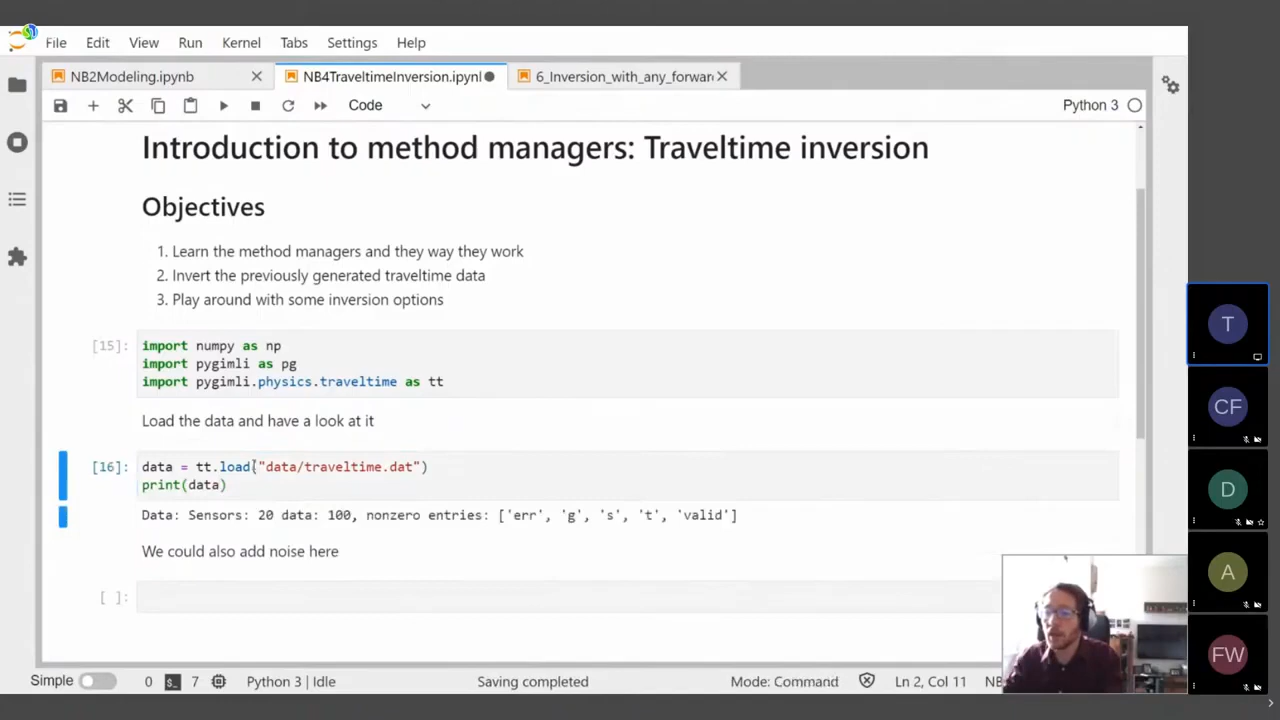 File Edit View Run Kernel Tabs Settings Help
NB2Modeling.ipynb
NB4TraveltimeInversion.ipynl
6_Inversion_with_any_forwar
Code
Python 3
Introduction to method managers: Traveltime inversion
Objectives
1. Learn the method managers and they way they work
2. Invert the previously generated traveltime data
3. Play around with some inversion options
[15]:
import numpy as np
import pygimli as pg
import pygimli.physics.traveltime as tt
Load the data and have a look at it
[16]:
data = tt.load("data/traveltime.dat")
print(data)
Data: Sensors: 20 data: 100, nonzero entries: ['err', 'g', 's', 't', 'valid']
We could also add noise here
[ ]:
Simple 0 7 Python 3 | Idle Saving completed Mode: Command Ln 2, Col 11 NB
T
CF
D
A
FW